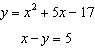 y = x² + 5x − 17
x − y = 5